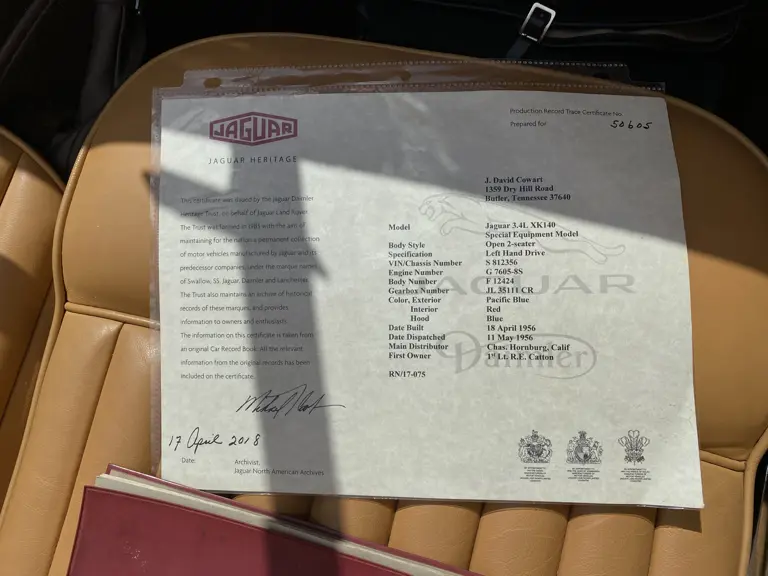 JAGUAR
JAGUAR HERITAGE
Production Record Trace Certificate No.
Prepared for
50605
J. David Cowart
1359 Dry Hill Road
Butler, Tennessee 37640
This certificate was issued by the Jaguar Daimler
Heritage Trust, on behalf of Jaguar Land Rover.
The Trust was formed in 1983 with the aim of
maintaining for the nation a permanent collection
of motor vehicles manufactured by Jaguar and its
predecessor companies, under the marque names
of Swallow, SS, Jaguar, Daimler and Lanchester.
The Trust also maintains an archive of historical
records of these marques, and provides
information to owners and enthusiasts.
The information on this certificate is taken from
an original Car Record Book. All the relevant
information from the original records has been
included on the certificate.
Model Jaguar 3.4L XK140
Special Equipment Model
Body Style Open 2-seater
Specification Left Hand Drive
VIN/Chassis Number S 812356
Engine Number G 7605-8S
Body Number F 12424
Gearbox Number JL 35111 CR
Color, Exterior Pacific Blue
Interior Red
Hood Blue
Date Built 18 April 1956
Date Dispatched 11 May 1956
Main Distributor Chas. Hornburg, Calif
First Owner 1st Lt. R.E. Catton
RN/17-075
JAGUAR
Daimler
17 April 2018
Date:
Archivist,
Jaguar North American Archives